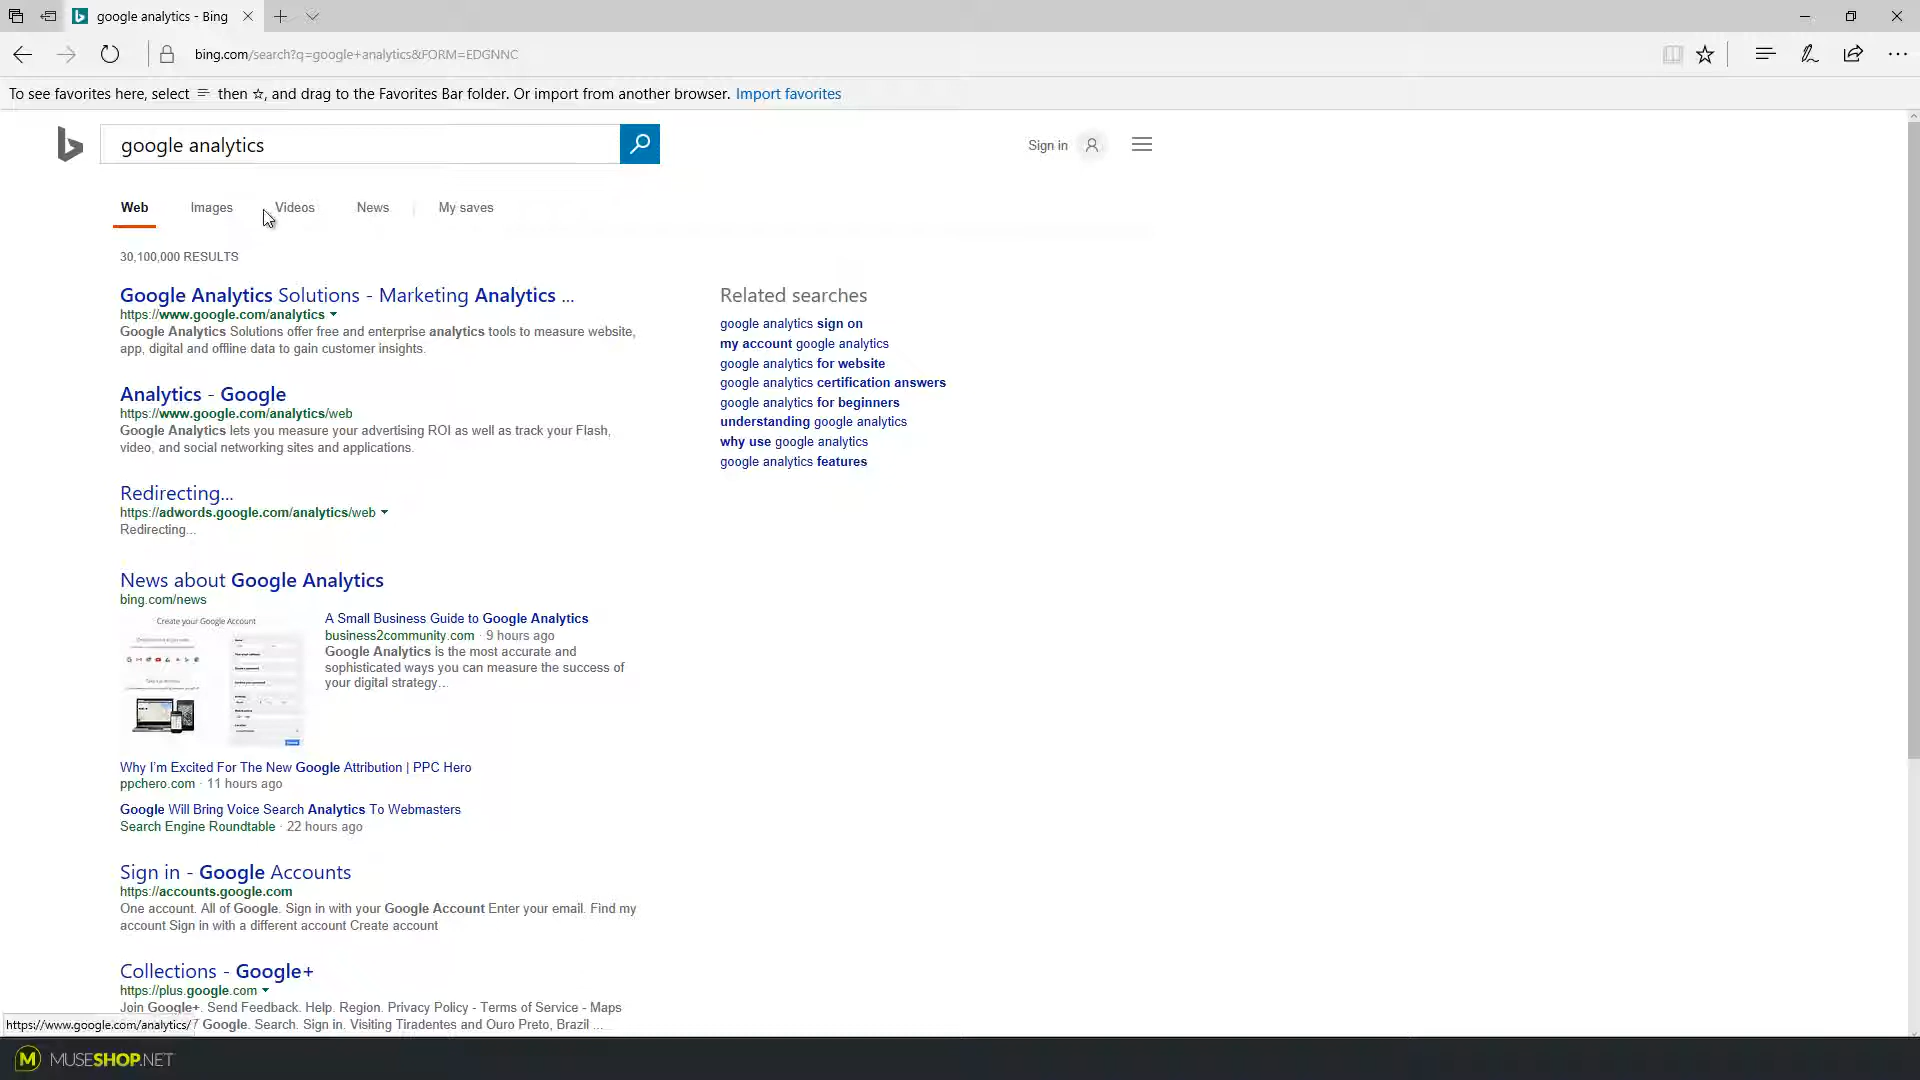 google analytics - Bing
bing.com/search?q=google+analytics&FORM=EDGNNC
To see favorites here, select then ☆, and drag to the Favorites Bar folder. Or import from another browser. Import favorites
google analytics
Sign in
Web Images Videos News My saves
30,100,000 RESULTS
Google Analytics Solutions - Marketing Analytics ...
https://www.google.com/analytics
Google Analytics Solutions offer free and enterprise analytics tools to measure website,
app, digital and offline data to gain customer insights.
Analytics - Google
https://www.google.com/analytics/web
Google Analytics lets you measure your advertising ROI as well as track your Flash,
video, and social networking sites and applications.
Redirecting...
https://adwords.google.com/analytics/web
Redirecting...
News about Google Analytics
bing.com/news
Create your Google Account
A Small Business Guide to Google Analytics
business2community.com · 9 hours ago
Google Analytics is the most accurate and
sophisticated ways you can measure the success of
your digital strategy…
Why I'm Excited For The New Google Attribution | PPC Hero
ppchero.com · 11 hours ago
Google Will Bring Voice Search Analytics To Webmasters
Search Engine Roundtable · 22 hours ago
Sign in - Google Accounts
https://accounts.google.com
One account. All of Google. Sign in with your Google Account Enter your email. Find my
account Sign in with a different account Create account
Collections - Google+
https://plus.google.com
Join Google+. Send Feedback. Help. Region. Privacy Policy - Terms of Service - Maps
7 Google. Search. Sign in. Visiting Tiradentes and Ouro Preto, Brazil ...
Related searches
google analytics sign on
my account google analytics
google analytics for website
google analytics certification answers
google analytics for beginners
understanding google analytics
why use google analytics
google analytics features
https://www.google.com/analytics/
M MUSESHOP.NET